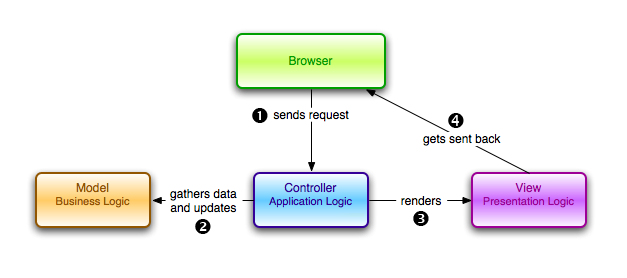 Browser
❶ sends request
❹
gets sent back
Model
Business Logic
gathers data
and updates
❷
Controller
Application Logic
renders
❸
View
Presentation Logic